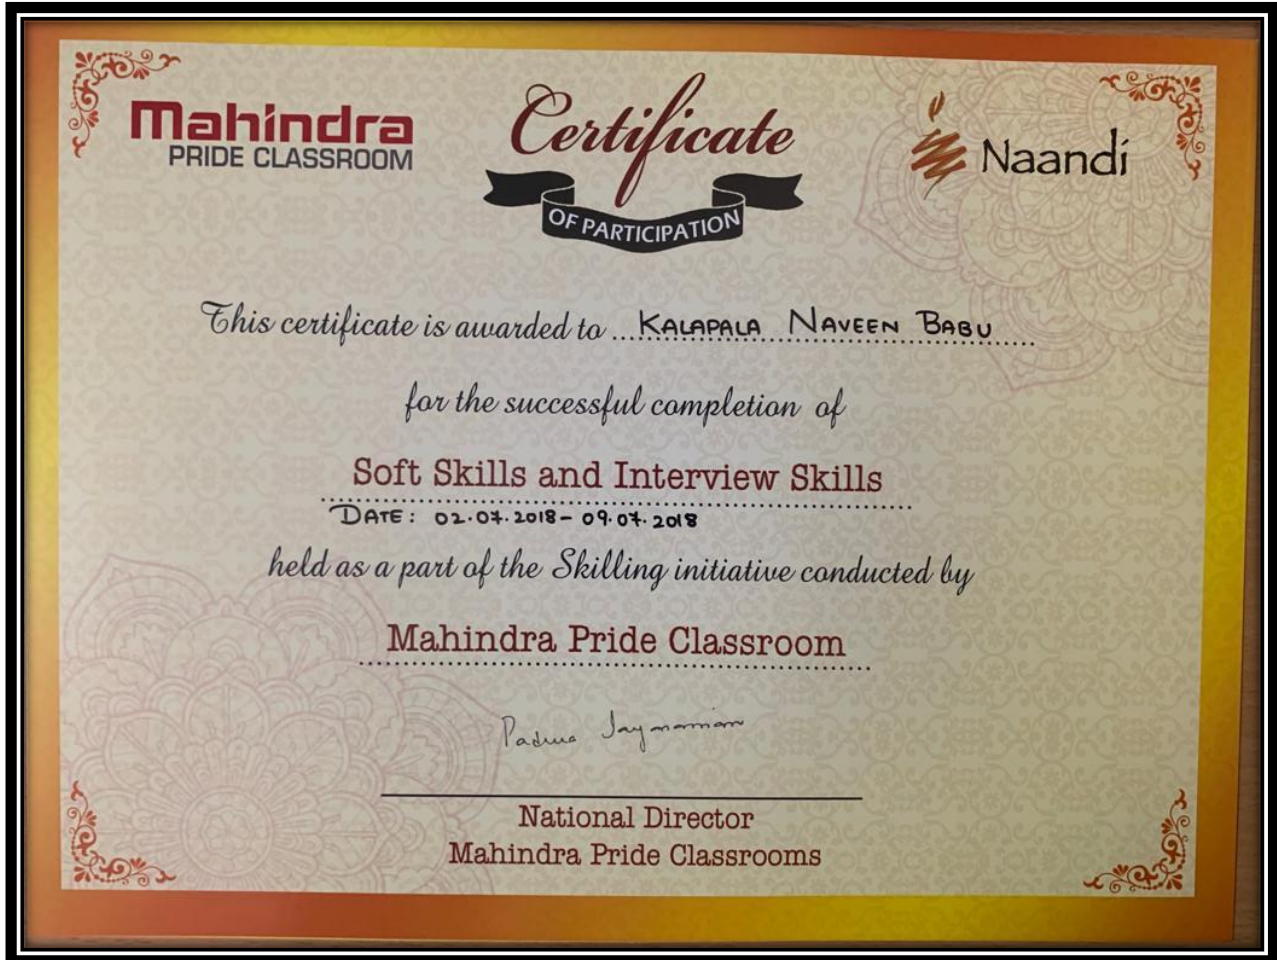 Mahindra
PRIDE CLASSROOM
Certificate
OF PARTICIPATION
Naandi
This certificate is awarded to ... KALAPALA NAVEEN BABU
for the successful completion of
Soft Skills and Interview Skills
DATE: 02.07.2018 - 09.07.2018
held as a part of the Skilling initiative conducted by
Mahindra Pride Classroom
Padma
National Director
Mahindra Pride Classrooms